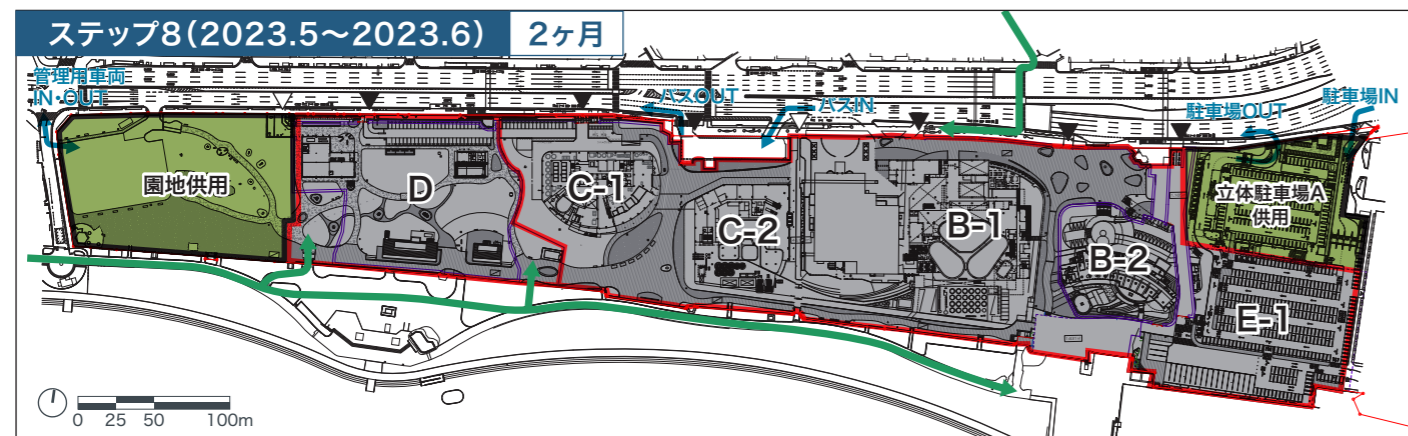 ステップ8(2023.5～2023.6)
2ヶ月
管理用車両
IN・OUT
バスOUT
バスIN
駐車場OUT
駐車場IN
園地供用
D
C-1
C-2
B-1
B-2
立体駐車場A
供用
E-1
0 25 50 100m